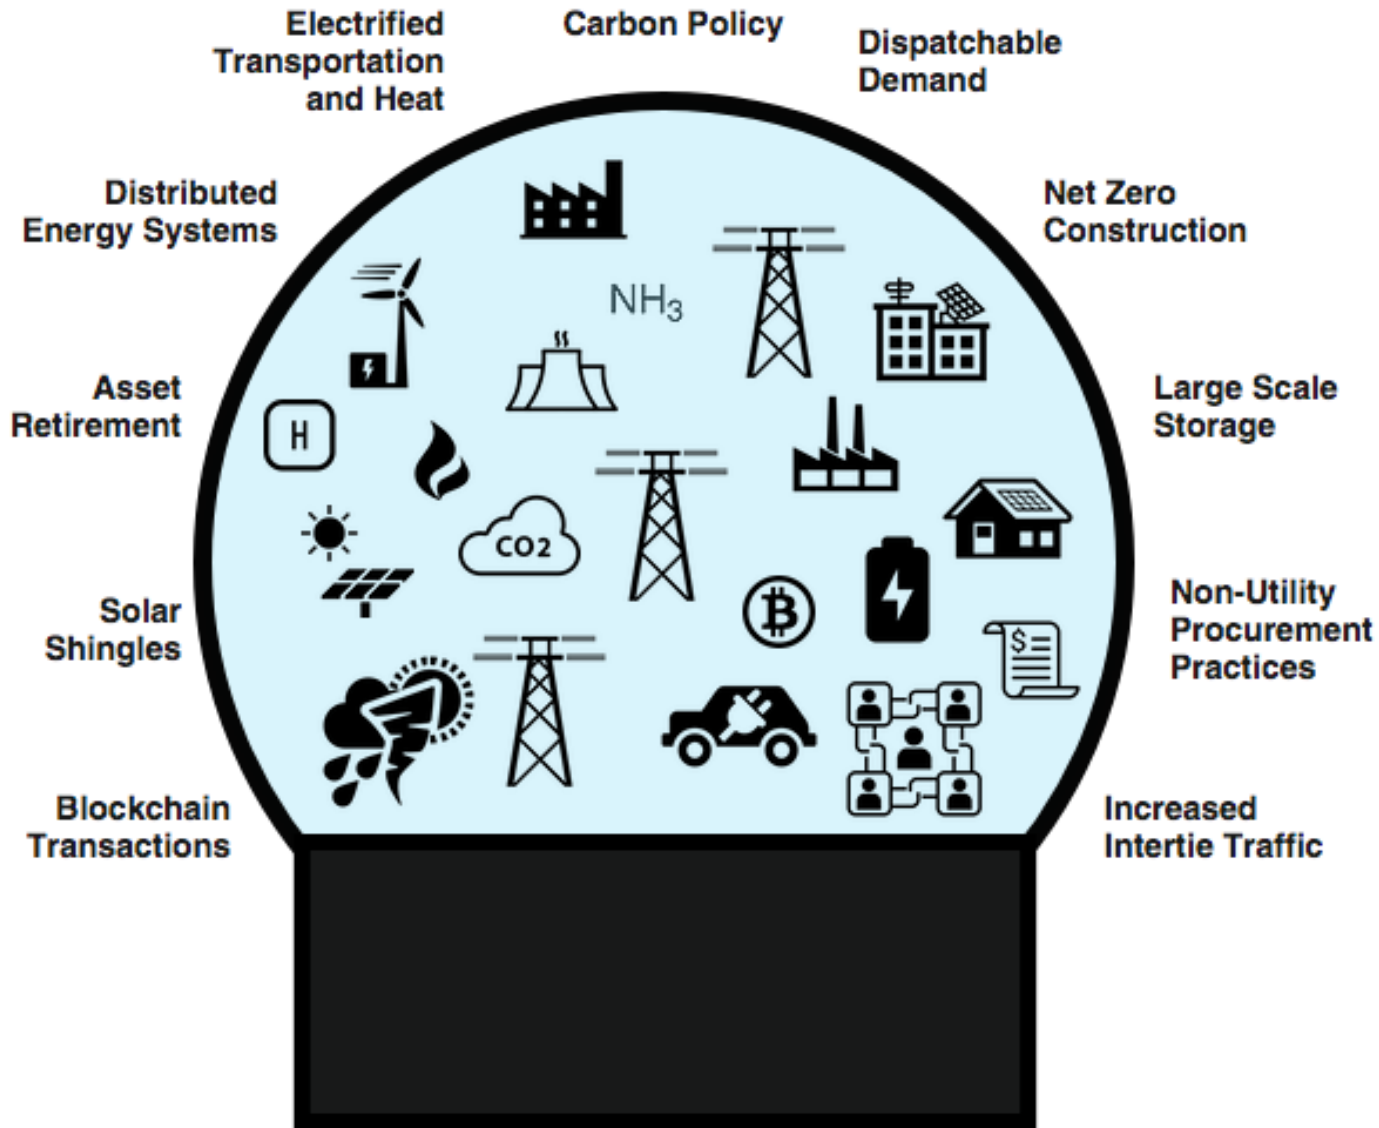 Electrified
Transportation
and Heat
Carbon Policy
Dispatchable
Demand
Distributed
Energy Systems
Net Zero
Construction
NH₃
Asset
Retirement
Large Scale
Storage
H
CO2
Solar
Shingles
₿
Non-Utility
Procurement
Practices
$
Blockchain
Transactions
Increased
Intertie Traffic